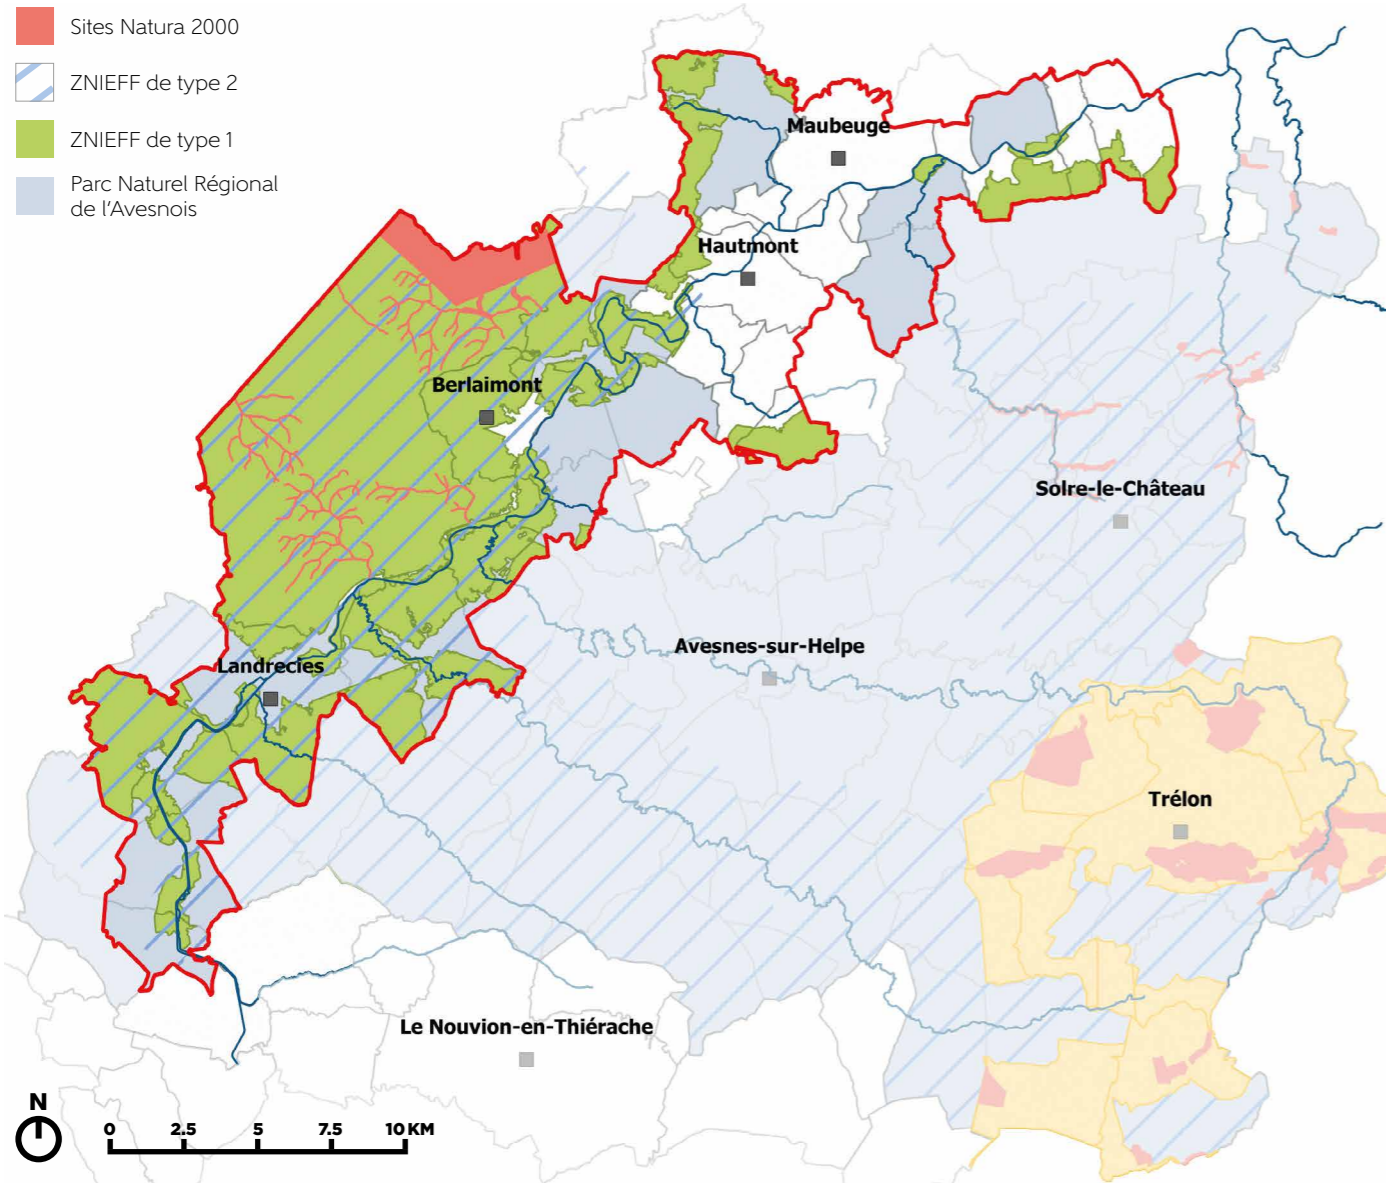 Sites Natura 2000
ZNIEFF de type 2
ZNIEFF de type 1
Parc Naturel Régional
de l'Avesnois
Maubeuge
Hautmont
Berlaimont
Solre-le-Château
Avesnes-sur-Helpe
Landrecies
Trélon
Le Nouvion-en-Thiérache
N
0 2.5 5 7.5 10 KM